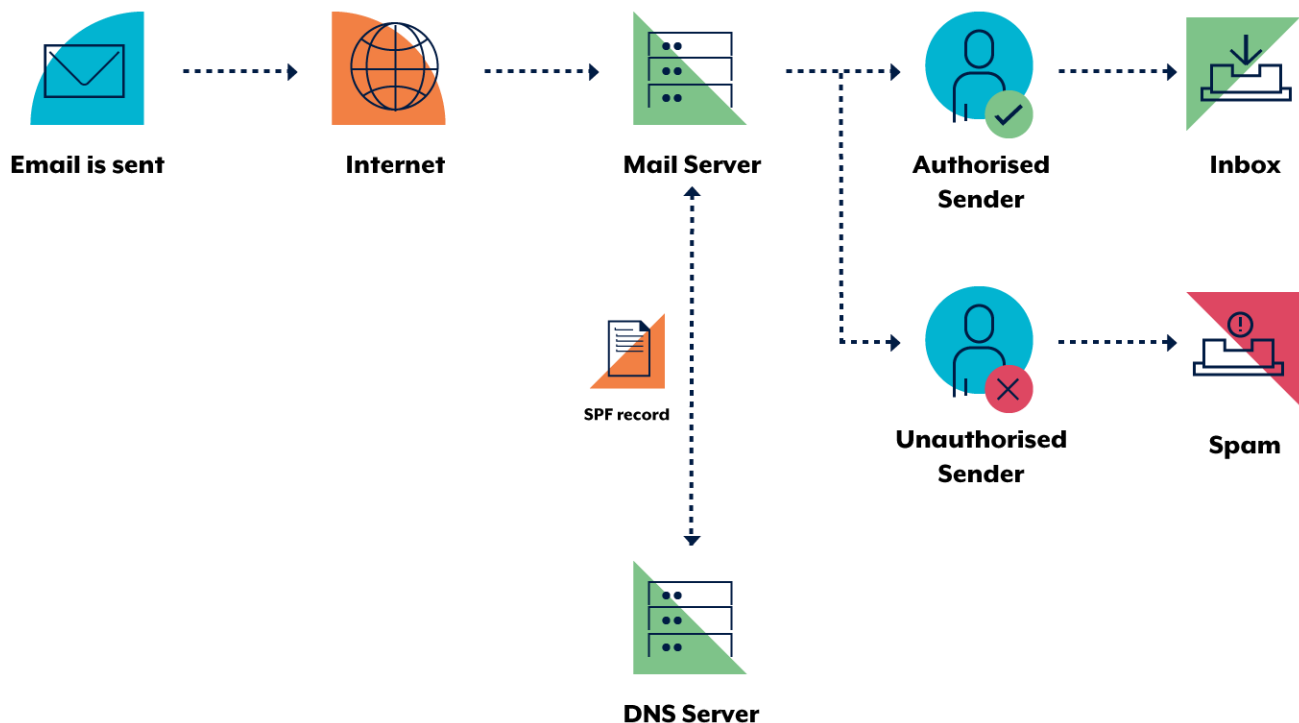 Email is sent
Internet
Mail Server
Authorised
Sender
Inbox
SPF record
Unauthorised
Sender
Spam
DNS Server